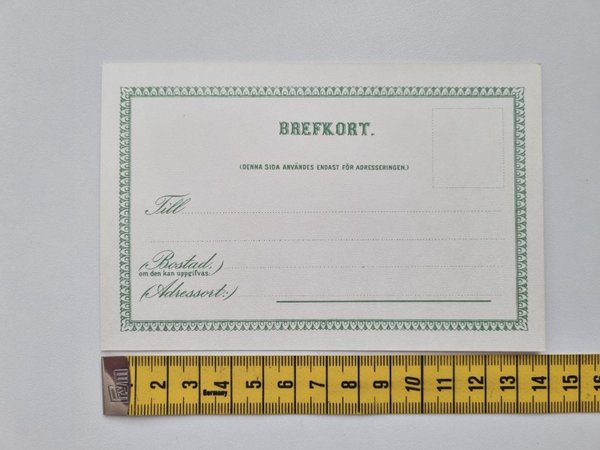 BREFKORT.
(DENNA SIDA ANVÄNDES ENDAST FÖR ADRESSERINGEN.)
Till
(Bostad,)
om den kan uppgifvas:
(Adressort:)
2 3 4 5 6 7 8 9 10 11 12 13 14 15 16
Germany